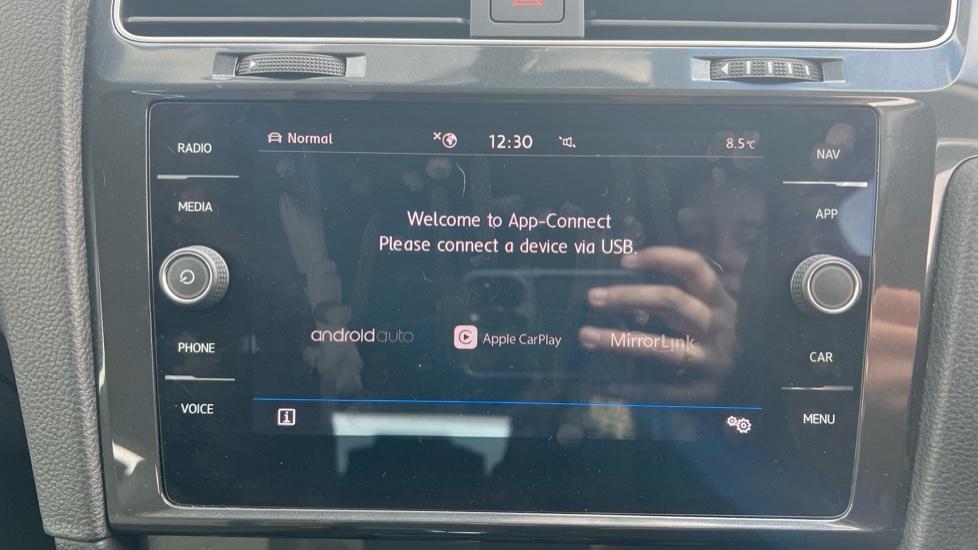 RADIO
MEDIA
PHONE
VOICE
Normal
12:30
8.5°C
Welcome to App-Connect
Please connect a device via USB.
androidauto
Apple CarPlay
MirrorLink
NAV
APP
CAR
MENU